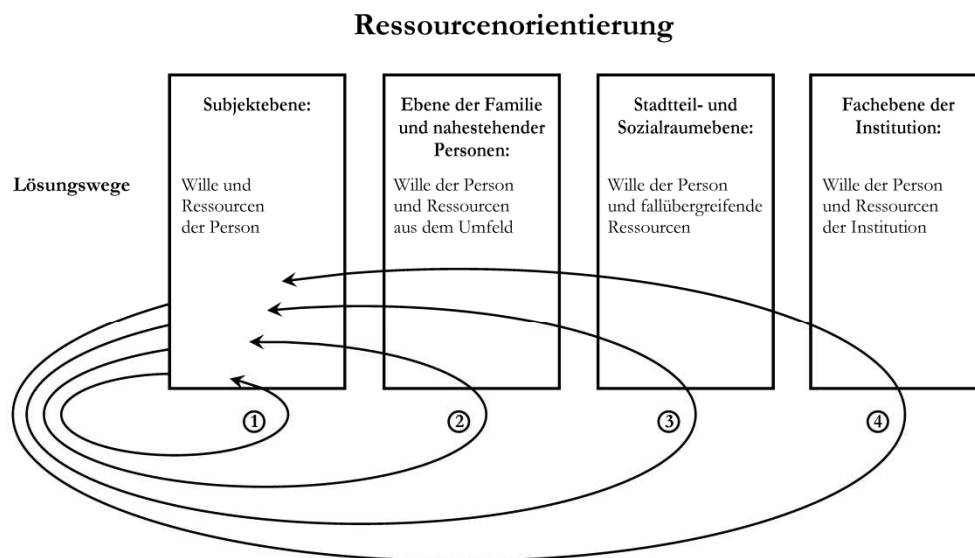 Ressourcenorientierung
Subjektebene:
Ebene der Familie
und nahestehender
Personen:
Stadtteil- und
Sozialraumebene:
Fachebene der
Institution:
Lösungswege
Wille und
Ressourcen
der Person
Wille der Person
und Ressourcen
aus dem Umfeld
Wille der Person
und fallübergreifende
Ressourcen
Wille der Person
und Ressourcen
der Institution
1
2
3
4